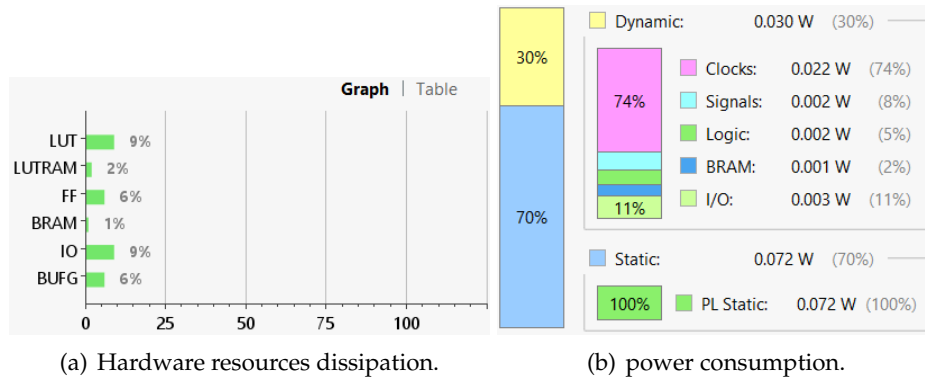 Graph | Table
LUT 9%
LUTRAM 2%
FF 6%
BRAM 1%
IO 9%
BUFG 6%
0 25 50 75 100
(a) Hardware resources dissipation.
30%
70%
Dynamic: 0.030 W (30%)
74%
11%
Clocks: 0.022 W (74%)
Signals: 0.002 W (8%)
Logic: 0.002 W (5%)
BRAM: 0.001 W (2%)
I/O: 0.003 W (11%)
Static: 0.072 W (70%)
100%
PL Static: 0.072 W (100%)
(b) power consumption.